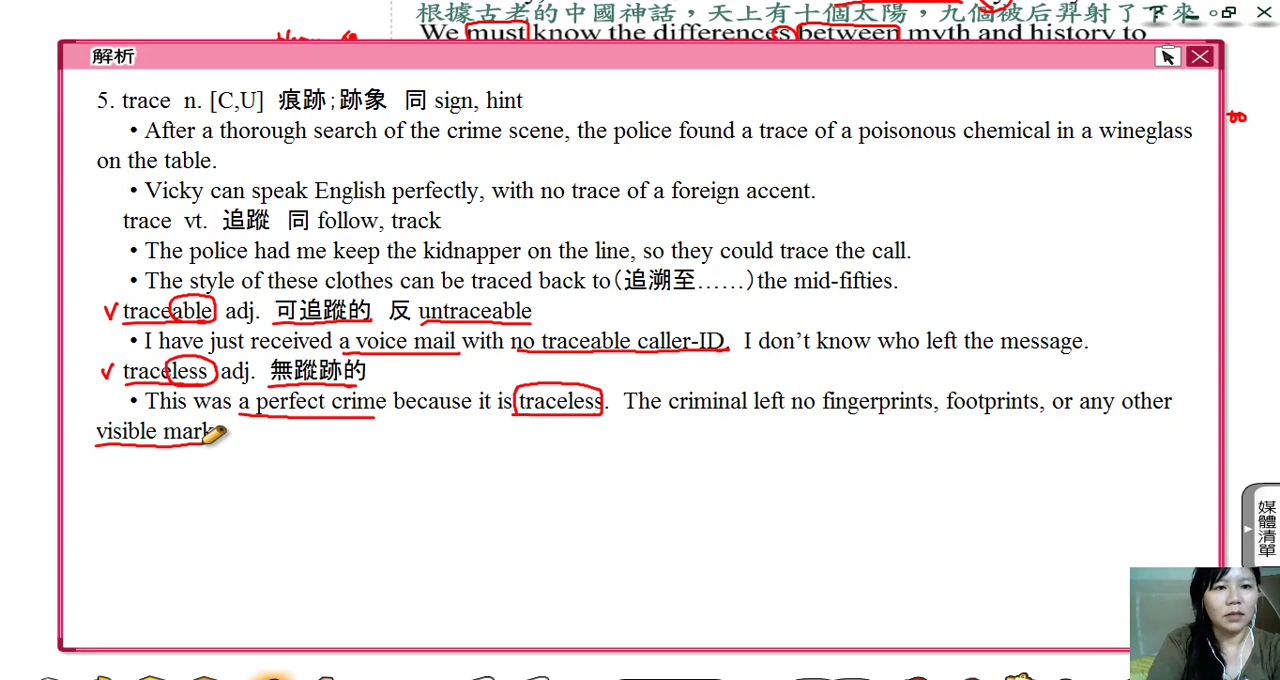 根據古老的中國神話，天上有十個太陽，九個被后羿射了下來。
We must know the differences between myth and history to
解析
5. trace n. [C,U] 痕跡；跡象 同 sign, hint
• After a thorough search of the crime scene, the police found a trace of a poisonous chemical in a wineglass
on the table.
• Vicky can speak English perfectly, with no trace of a foreign accent.
trace vt. 追蹤 同 follow, track
• The police had me keep the kidnapper on the line, so they could trace the call.
• The style of these clothes can be traced back to（追溯至……）the mid-fifties.
traceable adj. 可追蹤的 反 untraceable
• I have just received a voice mail with no traceable caller-ID. I don’t know who left the message.
traceless adj. 無蹤跡的
• This was a perfect crime because it is traceless. The criminal left no fingerprints, footprints, or any other
visible mark
媒體清單